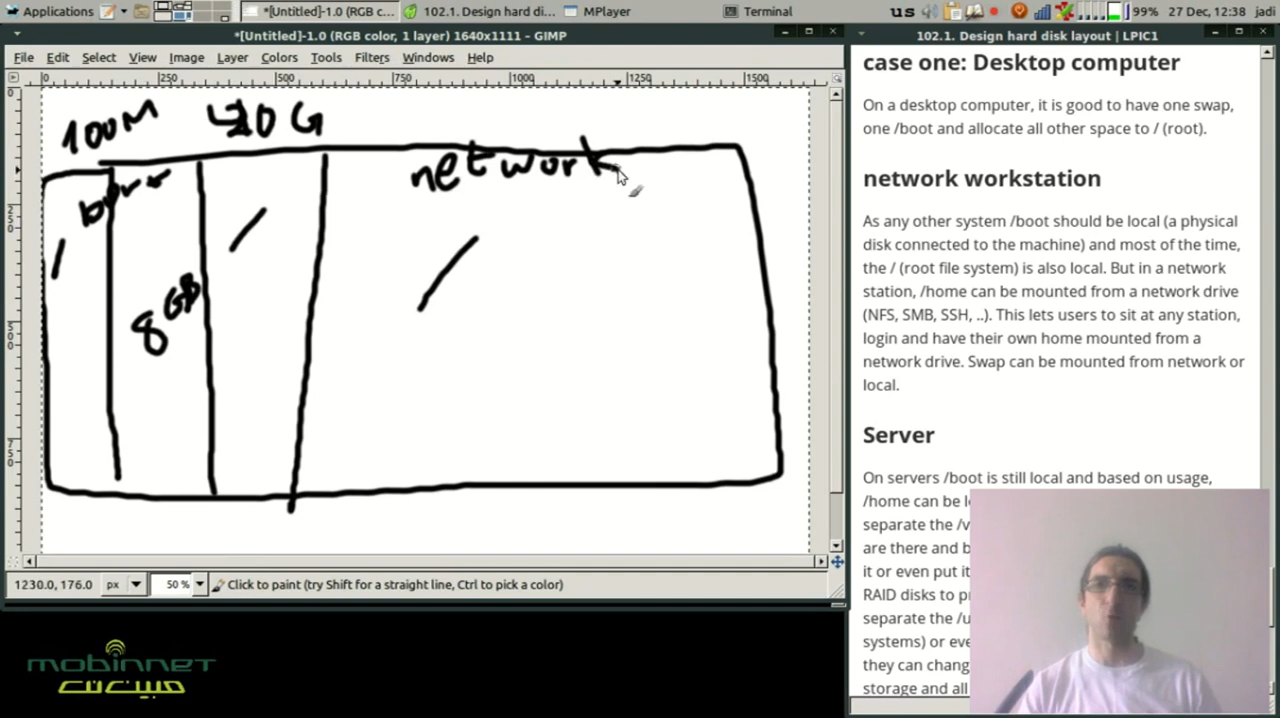 Applications
*[Untitled]-1.0 (RGB c...
102.1. Design hard di...
MPlayer
Terminal
us
99%
27 Dec, 12:38
jadi
*[Untitled]-1.0 (RGB color, 1 layer) 1640x1111 – GIMP
File Edit Select View Image Layer Colors Tools Filters Windows Help
0 250 500 750 1000 1250 1500
0
250
500
750
100M
network
8 GB
1230.0, 176.0 px 50 % Click to paint (try Shift for a straight line, Ctrl to pick a color)
mobinnet
مبین‌نت
102.1. Design hard disk layout | LPIC1
case one: Desktop computer
On a desktop computer, it is good to have one swap,
one /boot and allocate all other space to / (root).
network workstation
As any other system /boot should be local (a physical
disk connected to the machine) and most of the time,
the / (root file system) is also local. But in a network
station, /home can be mounted from a network drive
(NFS, SMB, SSH, ..). This lets users to sit at any station,
login and have their own home mounted from a
network drive. Swap can be mounted from network or
local.
Server
On servers /boot is still local and based on usage,
/home can be
separate the
are there and
it or even put
RAID disks to
separate the
systems) or
they can
storage and all